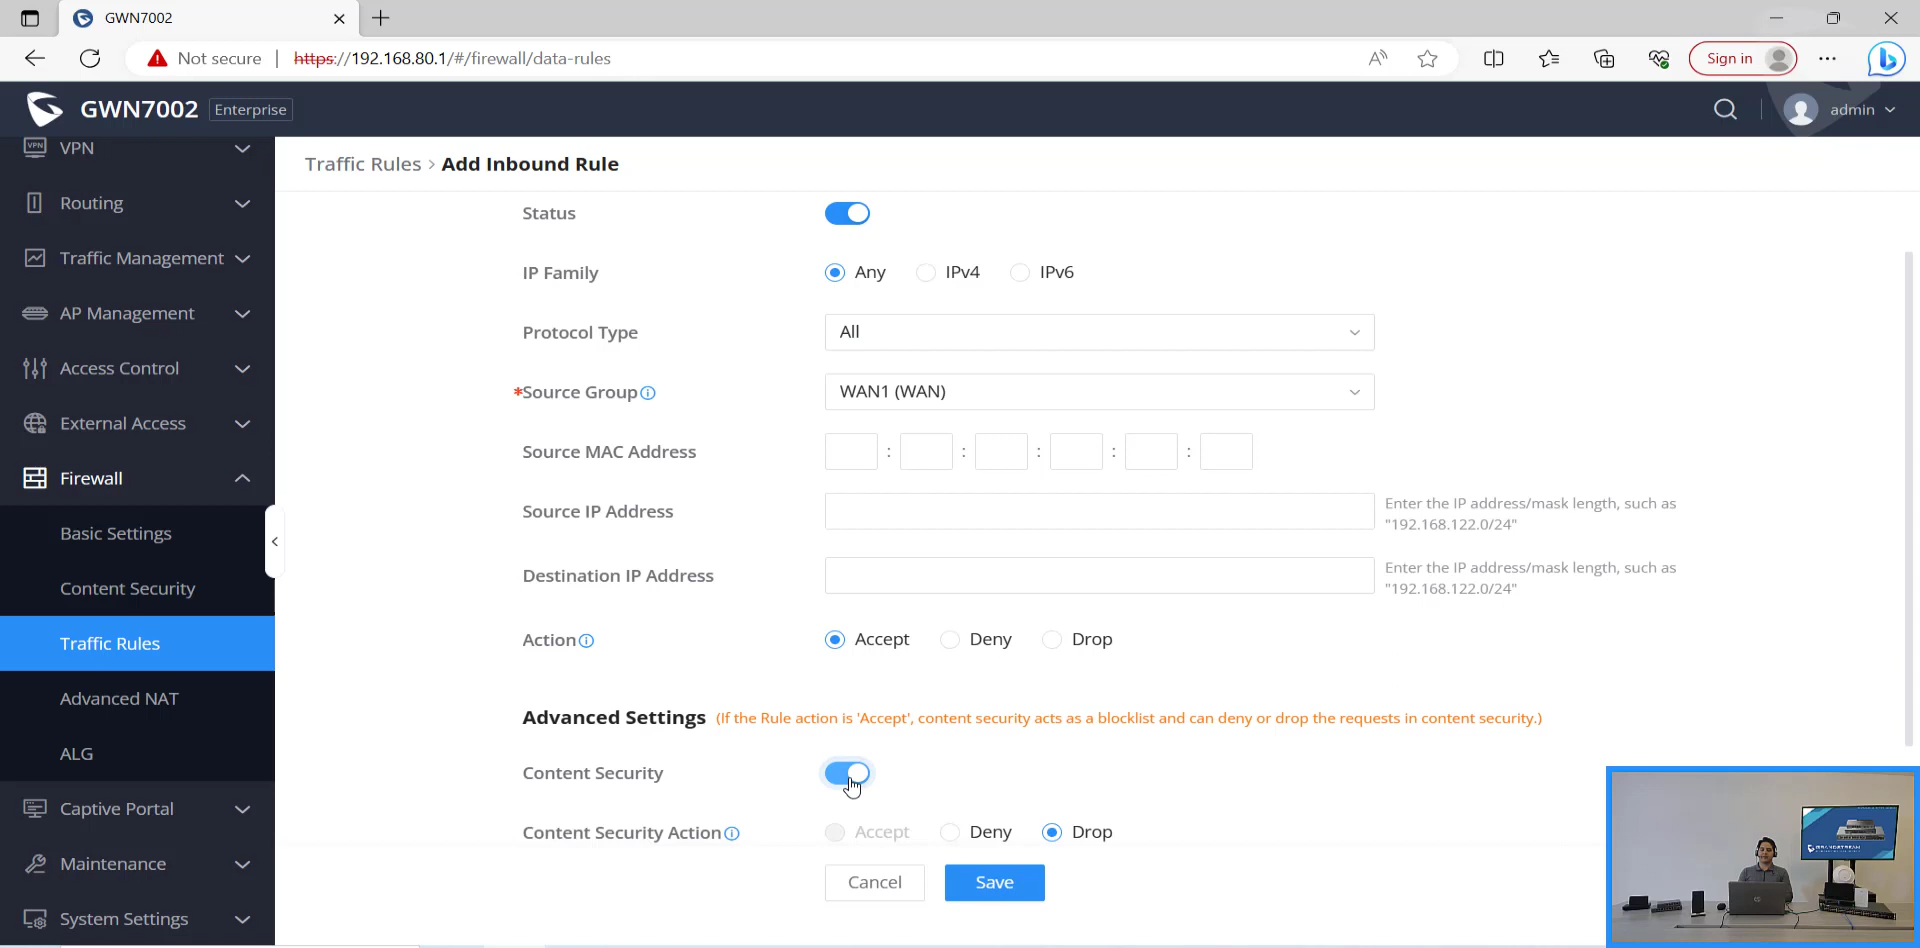 GWN7002
Not secure
https://192.168.80.1/#/firewall/data-rules
Sign in
GWN7002
Enterprise
admin
VPN
Routing
Traffic Management
AP Management
Access Control
External Access
Firewall
Basic Settings
Content Security
Traffic Rules
Advanced NAT
ALG
Captive Portal
Maintenance
System Settings
Traffic Rules > Add Inbound Rule
Status
IP Family
Any IPv4 IPv6
Protocol Type
All
*Source Group
WAN1 (WAN)
Source MAC Address
: : : : :
Source IP Address
Enter the IP address/mask length, such as
"192.168.122.0/24"
Destination IP Address
Enter the IP address/mask length, such as
"192.168.122.0/24"
Action
Accept Deny Drop
Advanced Settings (If the Rule action is 'Accept', content security acts as a blocklist and can deny or drop the requests in content security.)
Content Security
Content Security Action
Accept Deny Drop
Cancel Save
GRANDSTREAM